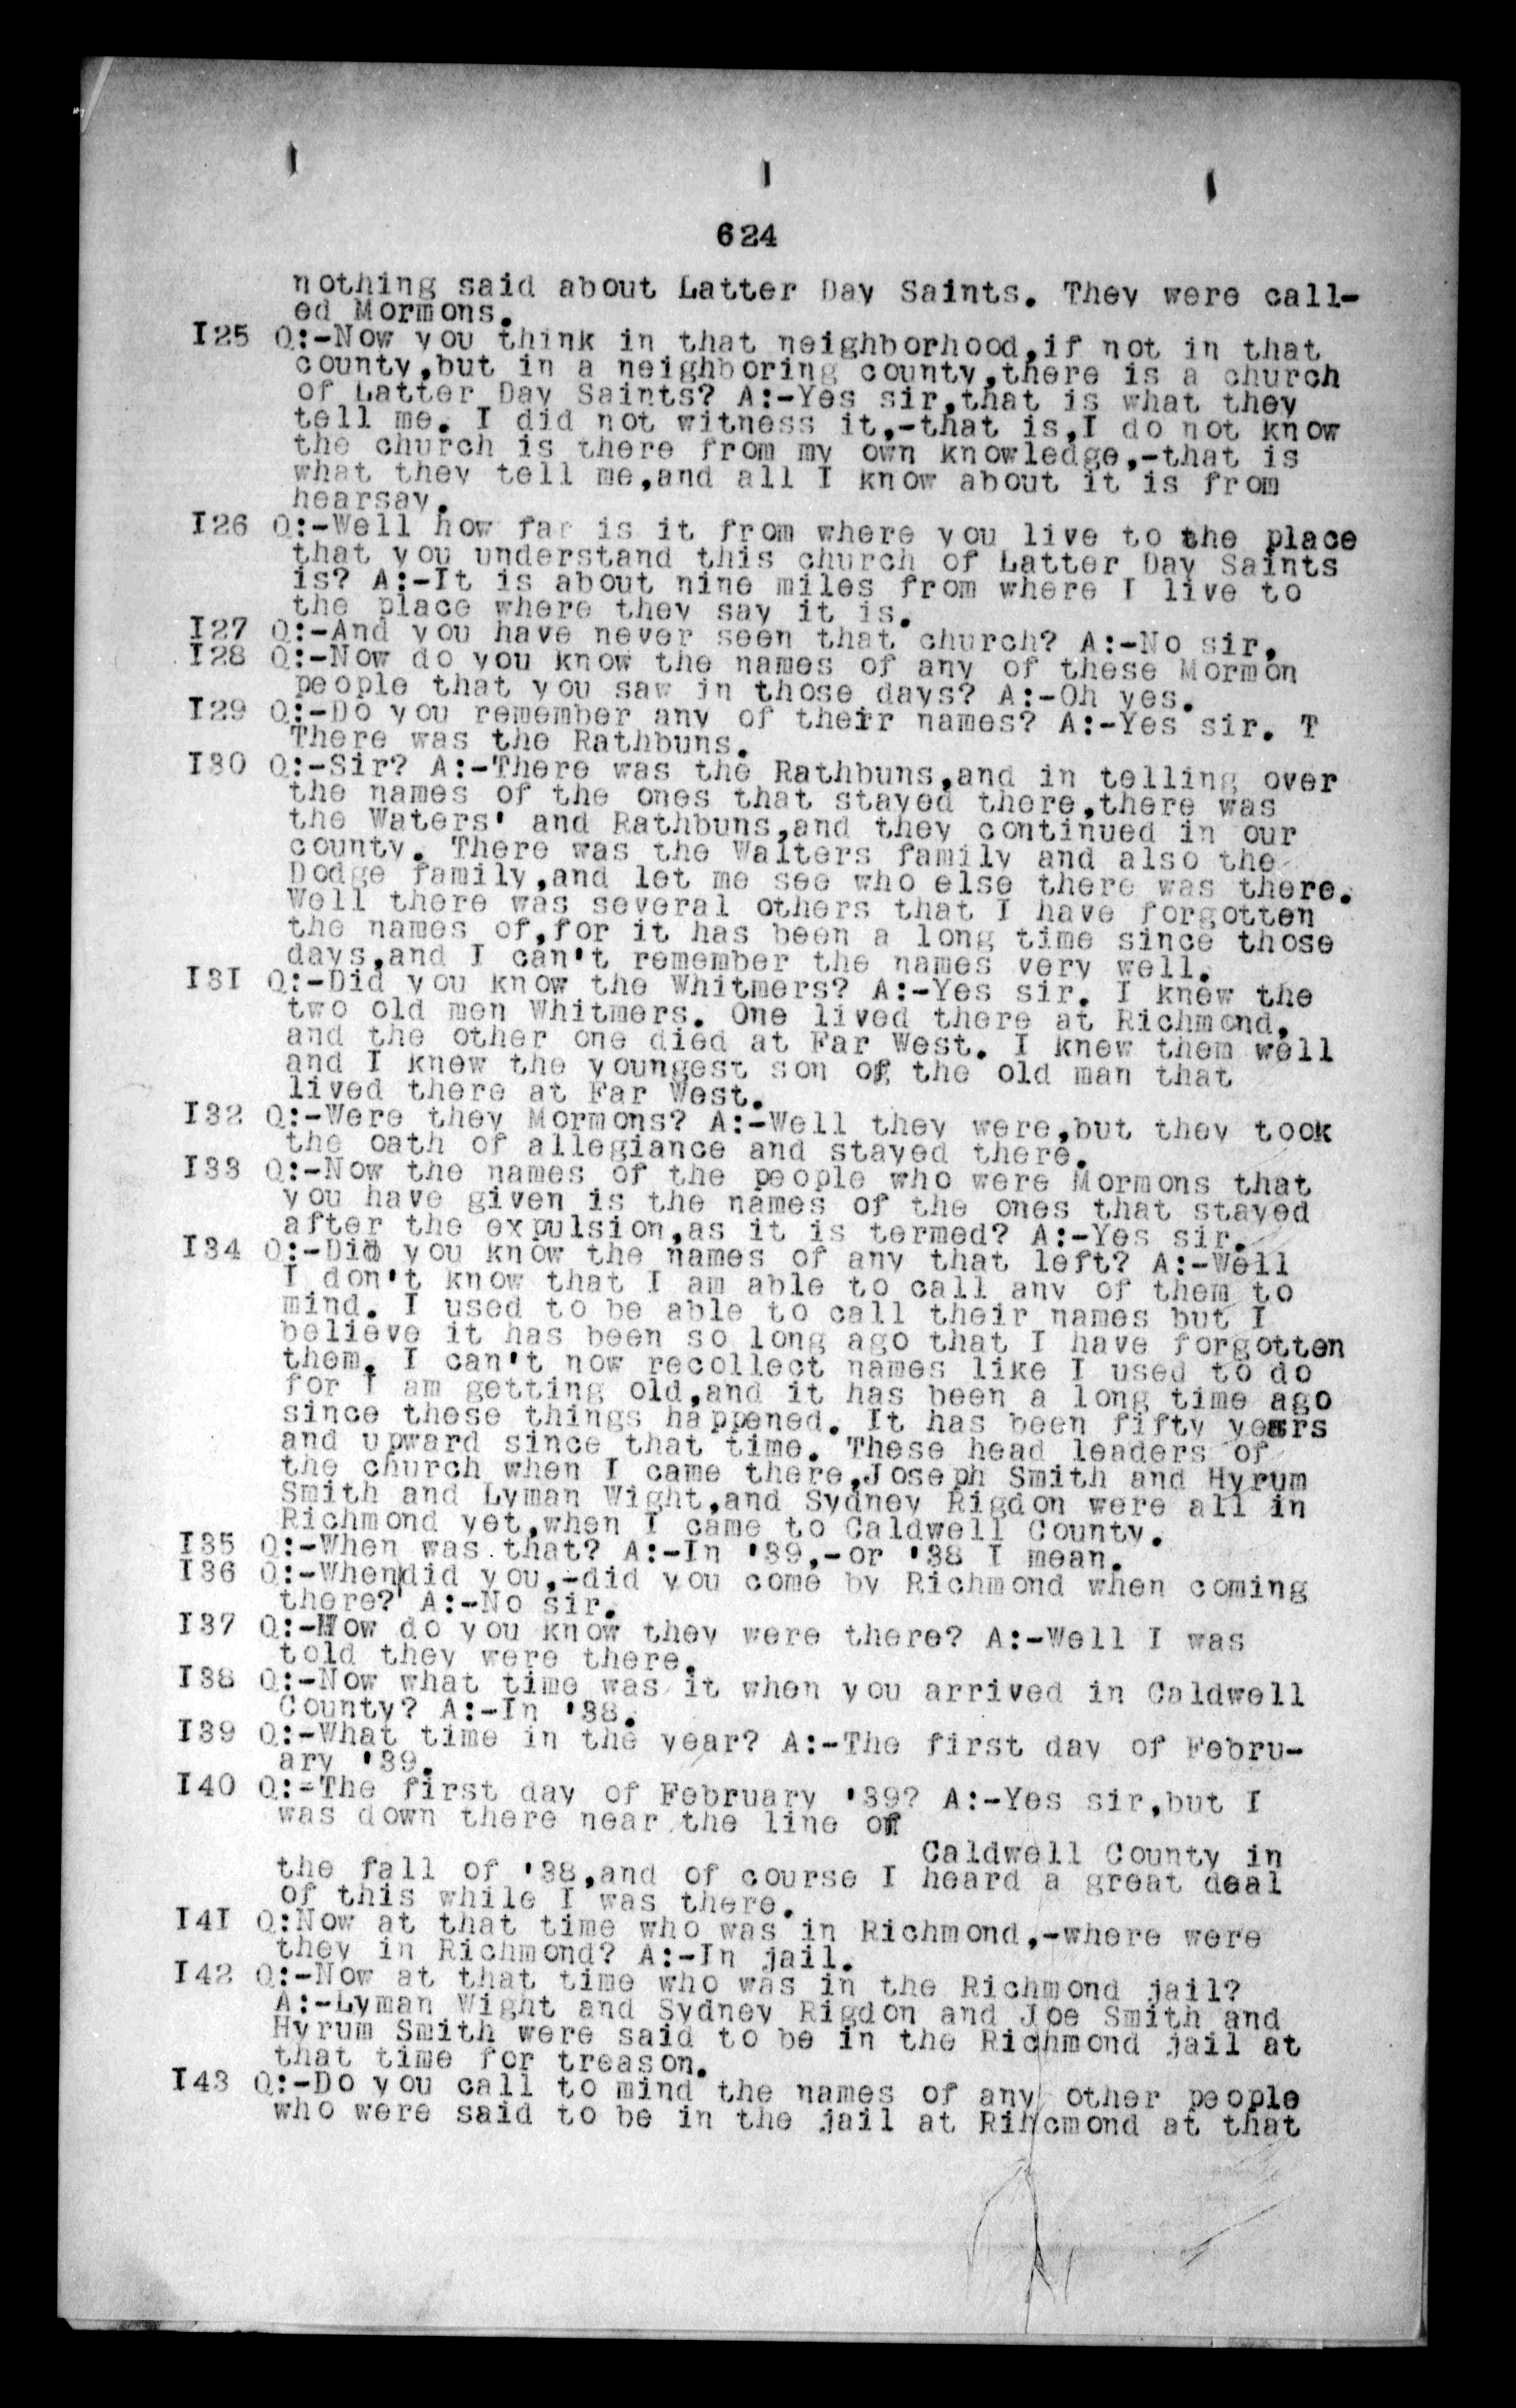 624
nothing said about Latter Day Saints. They were call-
ed Mormons.
I25 Q:-Now you think in that neighborhood,if not in that
county,but in a neighboring county,there is a church
of Latter Day Saints? A:-Yes sir,that is what they
tell me. I did not witness it,-that is,I do not know
the church is there from my own knowledge,-that is
what they tell me,and all I know about it is from
hearsay.
I26 Q:-Well how far is it from where you live to the place
that you understand this church of Latter Day Saints
is? A:-It is about nine miles from where I live to
the place where they say it is.
I27 Q:-And you have never seen that church? A:-No sir.
I28 Q:-Now do you know the names of any of these Mormon
people that you saw in those days? A:-Oh yes.
I29 Q:-Do you remember any of their names? A:-Yes sir. T
There was the Rathbuns.
I30 Q:-Sir? A:-There was the Rathbuns,and in telling over
the names of the ones that stayed there,there was
the Waters' and Rathbuns,and they continued in our
county. There was the Walters family and also the
Dodge family,and let me see who else there was there.
Well there was several others that I have forgotten
the names of,for it has been a long time since those
days,and I can't remember the names very well.
I3I Q:-Did you know the Whitmers? A:-Yes sir. I knew the
two old men Whitmers. One lived there at Richmond,
and the other one died at Far West. I knew them well
and I knew the youngest son of the old man that
lived there at Far West.
I32 Q:-Were they Mormons? A:-Well they were,but they took
the oath of allegiance and stayed there.
I33 Q:-Now the names of the people who were Mormons that
you have given is the names of the ones that stayed
after the expulsion,as it is termed? A:-Yes sir.
I34 Q:-Did you know the names of any that left? A:-Well
I don't know that I am able to call any of them to
mind. I used to be able to call their names but I
believe it has been so long ago that I have forgotten
them. I can't now recollect names like I used to do
for I am getting old,and it has been a long time ago
since these things happened. It has been fifty years
and upward since that time. These head leaders of
the church when I came there,Joseph Smith and Hyrum
Smith and Lyman Wight,and Sydney Rigdon were all in
Richmond yet,when I came to Caldwell County.
I35 Q:-When was that? A:-In '39,-or '38 I mean.
I36 Q:-When did you,-did you come by Richmond when coming
there? A:-No sir.
I37 Q:-How do you know they were there? A:-Well I was
told they were there.
I38 Q:-Now what time was it when you arrived in Caldwell
County? A:-In '38.
I39 Q:-What time in the year? A:-The first day of Febru-
ary '39.
I40 Q:-The first day of February '39? A:-Yes sir,but I
was down there near the line of
Caldwell County in
the fall of '38,and of course I heard a great deal
of this while I was there.
I4I Q:Now at that time who was in Richmond,-where were
they in Richmond? A:-In jail.
I42 Q:-Now at that time who was in the Richmond jail?
A:-Lyman Wight and Sydney Rigdon and Joe Smith and
Hyrum Smith were said to be in the Richmond jail at
that time for treason.
I43 Q:-Do you call to mind the names of any other people
who were said to be in the jail at Rihcmond at that